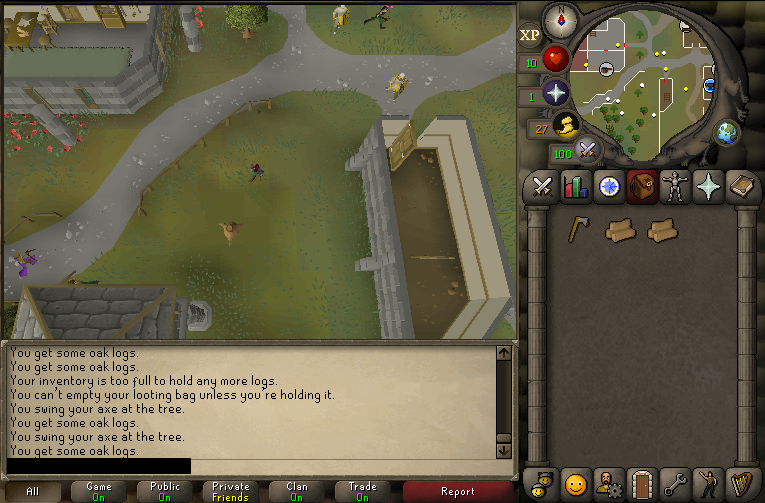 N
XP
10
1
27
100
You get some oak logs.
You get some oak logs.
Your inventory is too full to hold any more logs.
You can't empty your looting bag unless you're holding it.
You swing your axe at the tree.
You get some oak logs.
You swing your axe at the tree.
You get some oak logs.
All
Game
On
Public
On
Private
Friends
Clan
On
Trade
On
Report